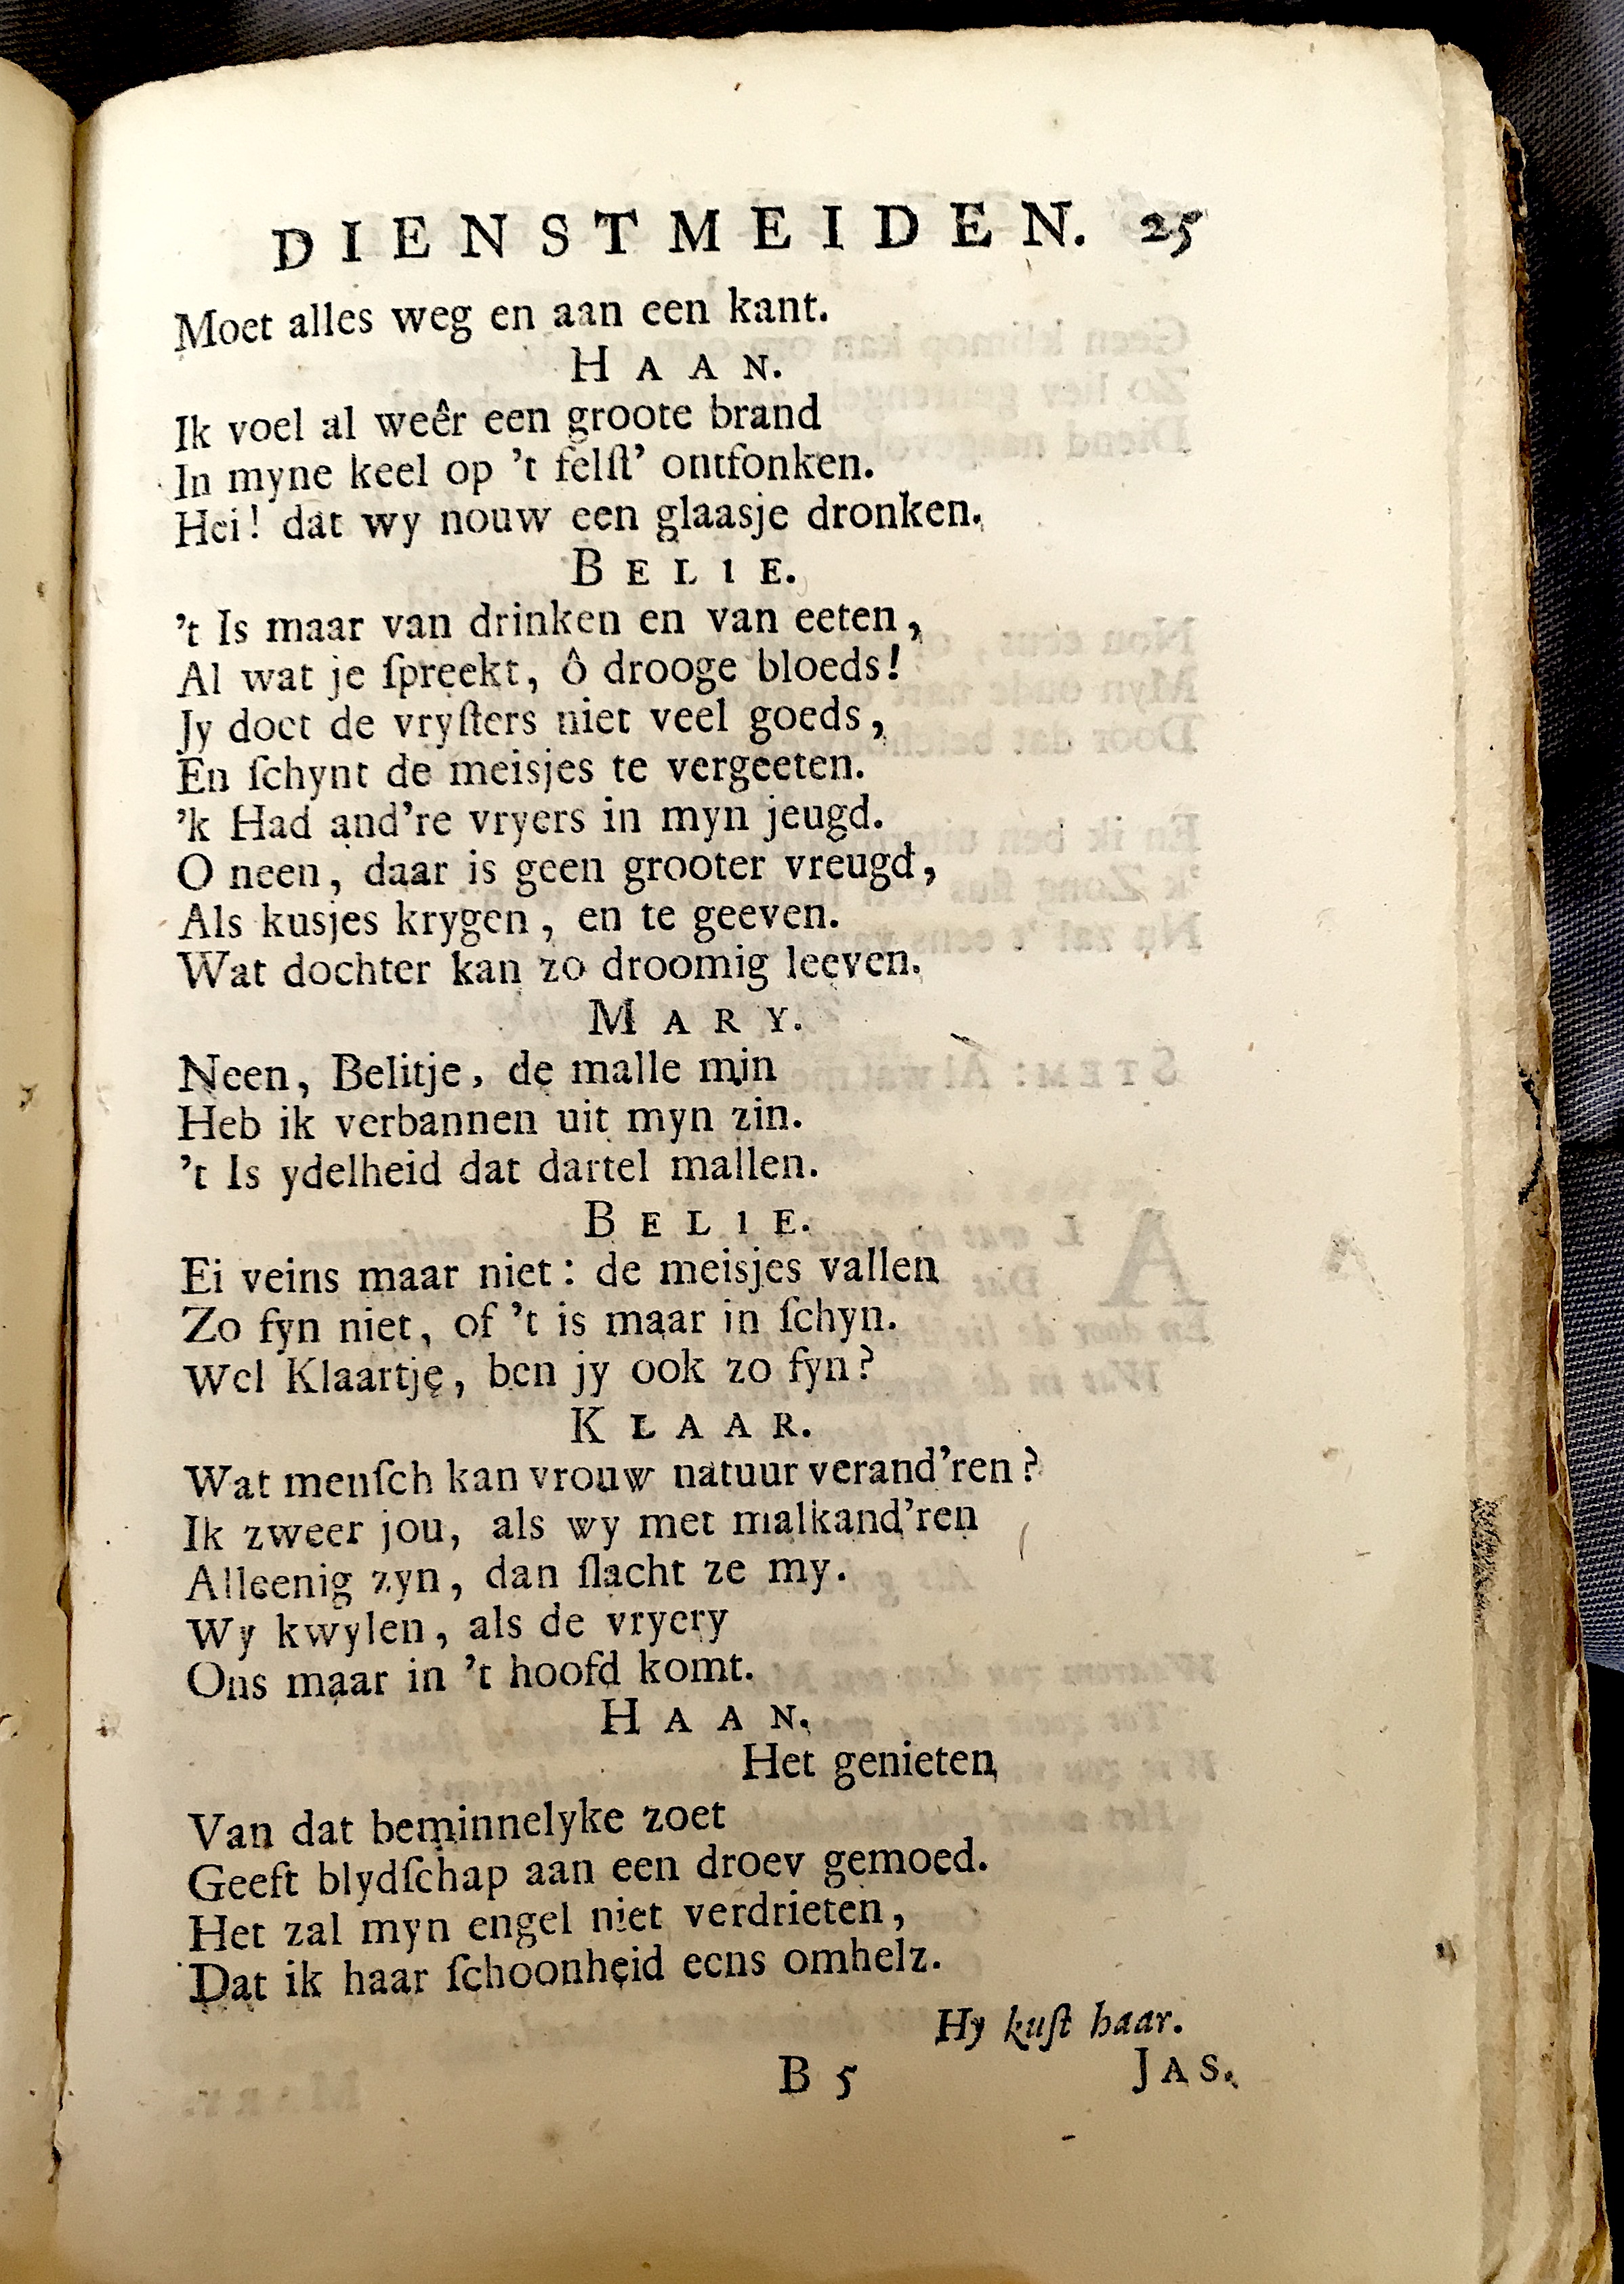 DIENSTMEIDEN. 25
Moet alles weg en aan een kant.
HAAN.
Ik voel al weêr een groote brand
In myne keel op 't felſt' ontfonken.
Hei! dat wy nouw een glaasje dronken.
BELIE.
't Is maar van drinken en van eeten,
Al wat je ſpreekt, ô drooge bloeds!
Jy doet de vryſters niet veel goeds,
En ſchynt de meisjes te vergeeten.
'k Had and're vryers in myn jeugd.
O neen, daar is geen grooter vreugd,
Als kusjes krygen, en te geeven.
Wat dochter kan zo droomig leeven.
MARY.
Neen, Belitje, de malle min
Heb ik verbannen uit myn zin.
't Is ydelheid dat dartel mallen.
BELIE.
Ei veins maar niet: de meisjes vallen
Zo fyn niet, of 't is maar in ſchyn.
Wel Klaartje, ben jy ook zo fyn?
KLAAR.
Wat menſch kan vrouw natuur verand'ren?
Ik zweer jou, als wy met malkand'ren
Alleenig zyn, dan ſlacht ze my.
Wy kwylen, als de vryery
Ons maar in 't hoofd komt.
HAAN.
Het genieten
Van dat beminnelyke zoet
Geeft blydſchap aan een droev gemoed.
Het zal myn engel niet verdrieten,
Dat ik haar ſchoonheid eens omhelz.
Hy kuſt haar.
B 5 JAS.